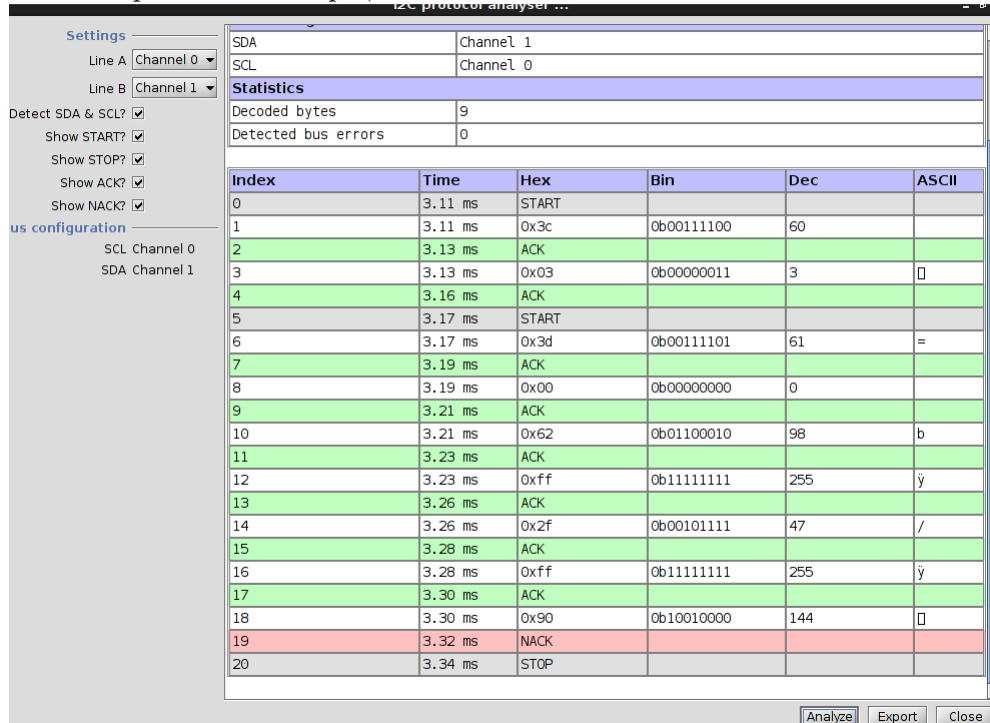 I2C protocol analyser ...
Settings
Line A Channel 0
Line B Channel 1
Detect SDA & SCL?
Show START?
Show STOP?
Show ACK?
Show NACK?
us configuration
SCL Channel 0
SDA Channel 1
SDA Channel 1
SCL Channel 0
Statistics
Decoded bytes 9
Detected bus errors 0
Index Time Hex Bin Dec ASCII
0 3.11 ms START
1 3.11 ms 0x3c 0b00111100 60
2 3.13 ms ACK
3 3.13 ms 0x03 0b00000011 3
4 3.16 ms ACK
5 3.17 ms START
6 3.17 ms 0x3d 0b00111101 61 =
7 3.19 ms ACK
8 3.19 ms 0x00 0b00000000 0
9 3.21 ms ACK
10 3.21 ms 0x62 0b01100010 98 b
11 3.23 ms ACK
12 3.23 ms 0xff 0b11111111 255 ÿ
13 3.26 ms ACK
14 3.26 ms 0x2f 0b00101111 47 /
15 3.28 ms ACK
16 3.28 ms 0xff 0b11111111 255 ÿ
17 3.30 ms ACK
18 3.30 ms 0x90 0b10010000 144
19 3.32 ms NACK
20 3.34 ms STOP
Analyze Export Close